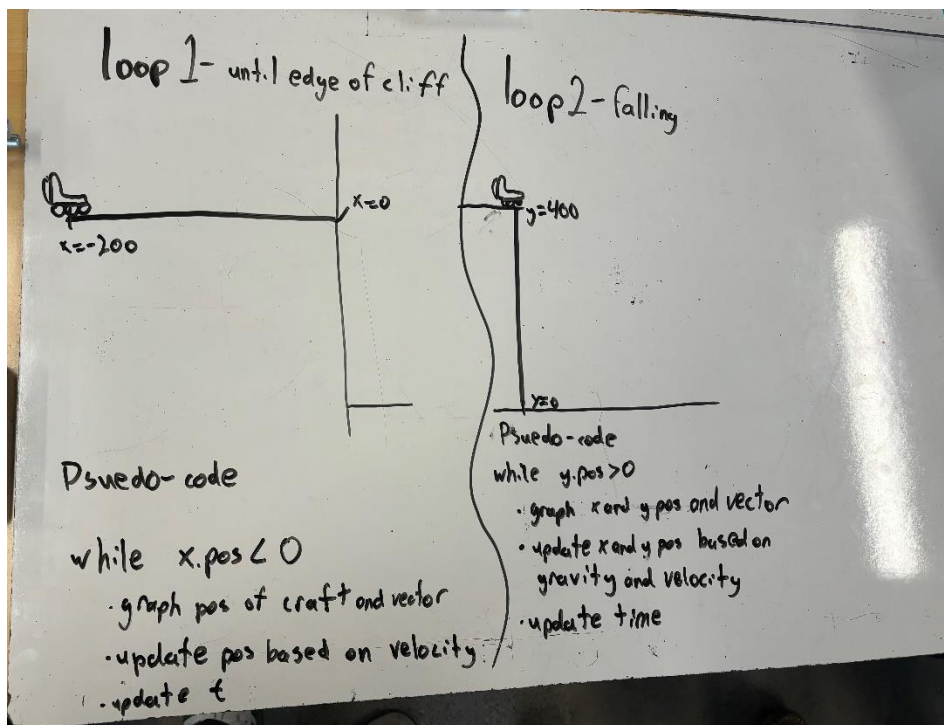 loop 1 - until edge of cliff
x=0
x=-200
Psuedo-code
while x.pos < 0
· graph pos of craft and vector
· update pos based on velocity
· update t
loop 2 - falling
y=400
y=0
Psuedo-code
while y.pos > 0
· graph x and y pos and vector
· update x and y pos based on
gravity and velocity
· update time